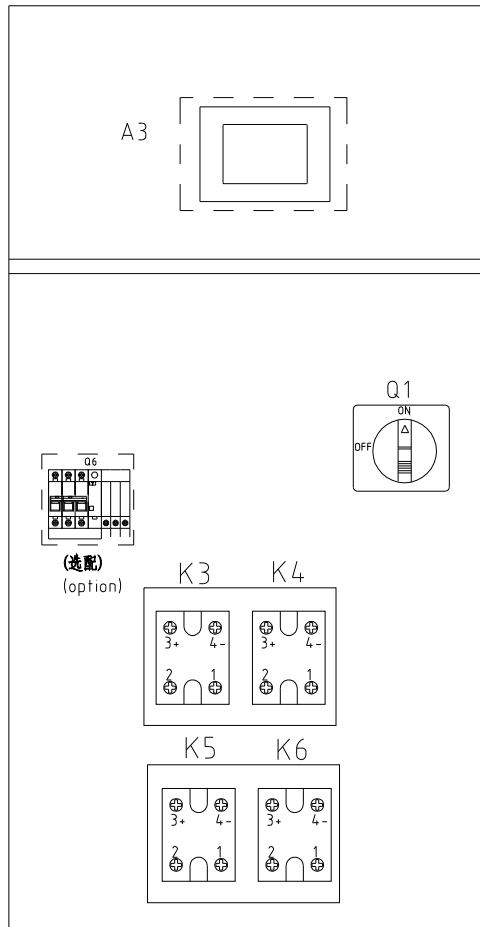 A3
Q1
ON
OFF
Q6
(选配)
(option)
K3 K4
3+ 4- 3+ 4-
2 1 2 1
K5 K6
3+ 4- 3+ 4-
2 1 2 1